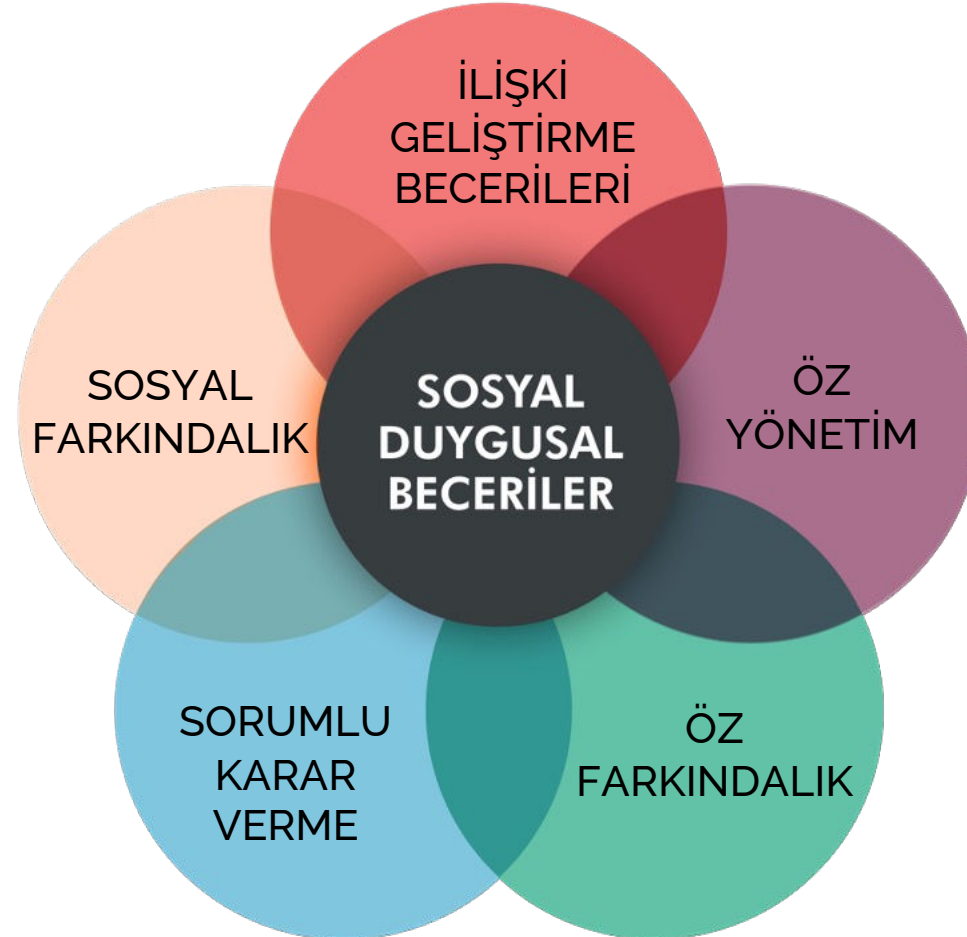 İLİŞKİ
GELİŞTİRME
BECERİLERİ
SOSYAL
FARKINDALIK
SOSYAL
DUYGUSAL
BECERİLER
ÖZ
YÖNETİM
SORUMLU
KARAR
VERME
ÖZ
FARKINDALIK